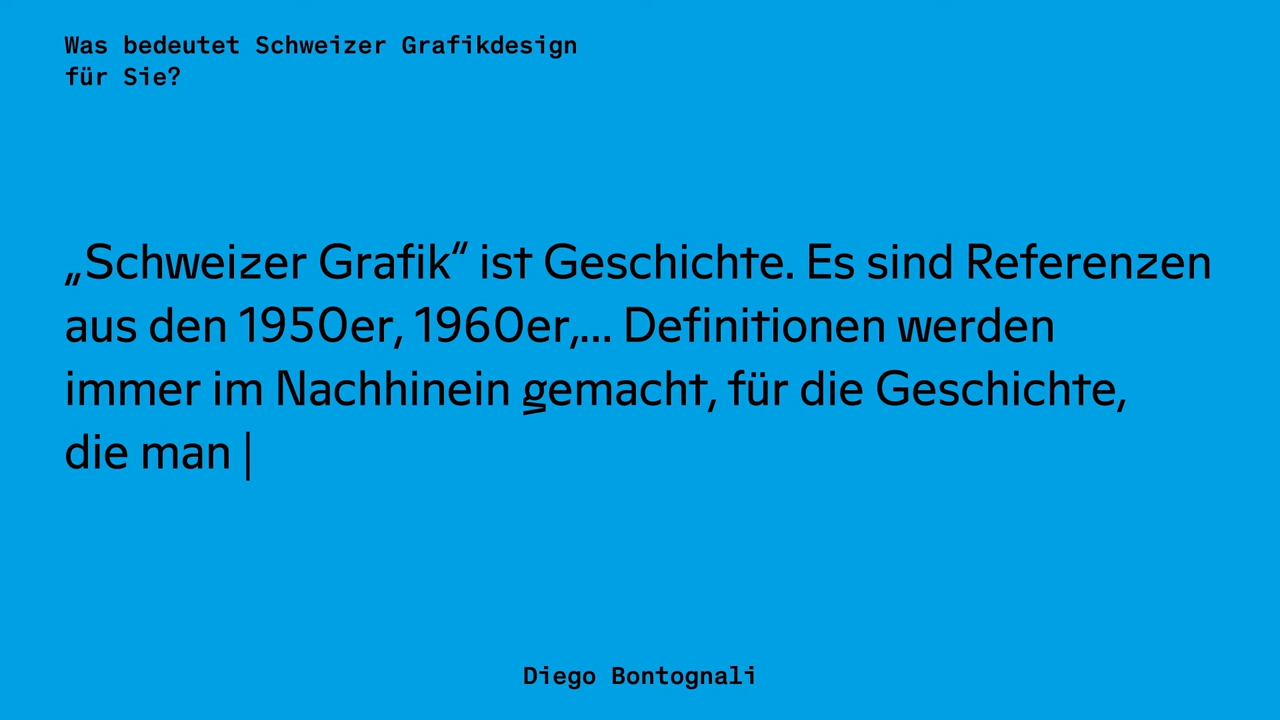 Was bedeutet Schweizer Grafikdesign
für Sie?
„Schweizer Grafik“ ist Geschichte. Es sind Referenzen
aus den 1950er, 1960er,... Definitionen werden
immer im Nachhinein gemacht, für die Geschichte,
die man |
Diego Bontognali